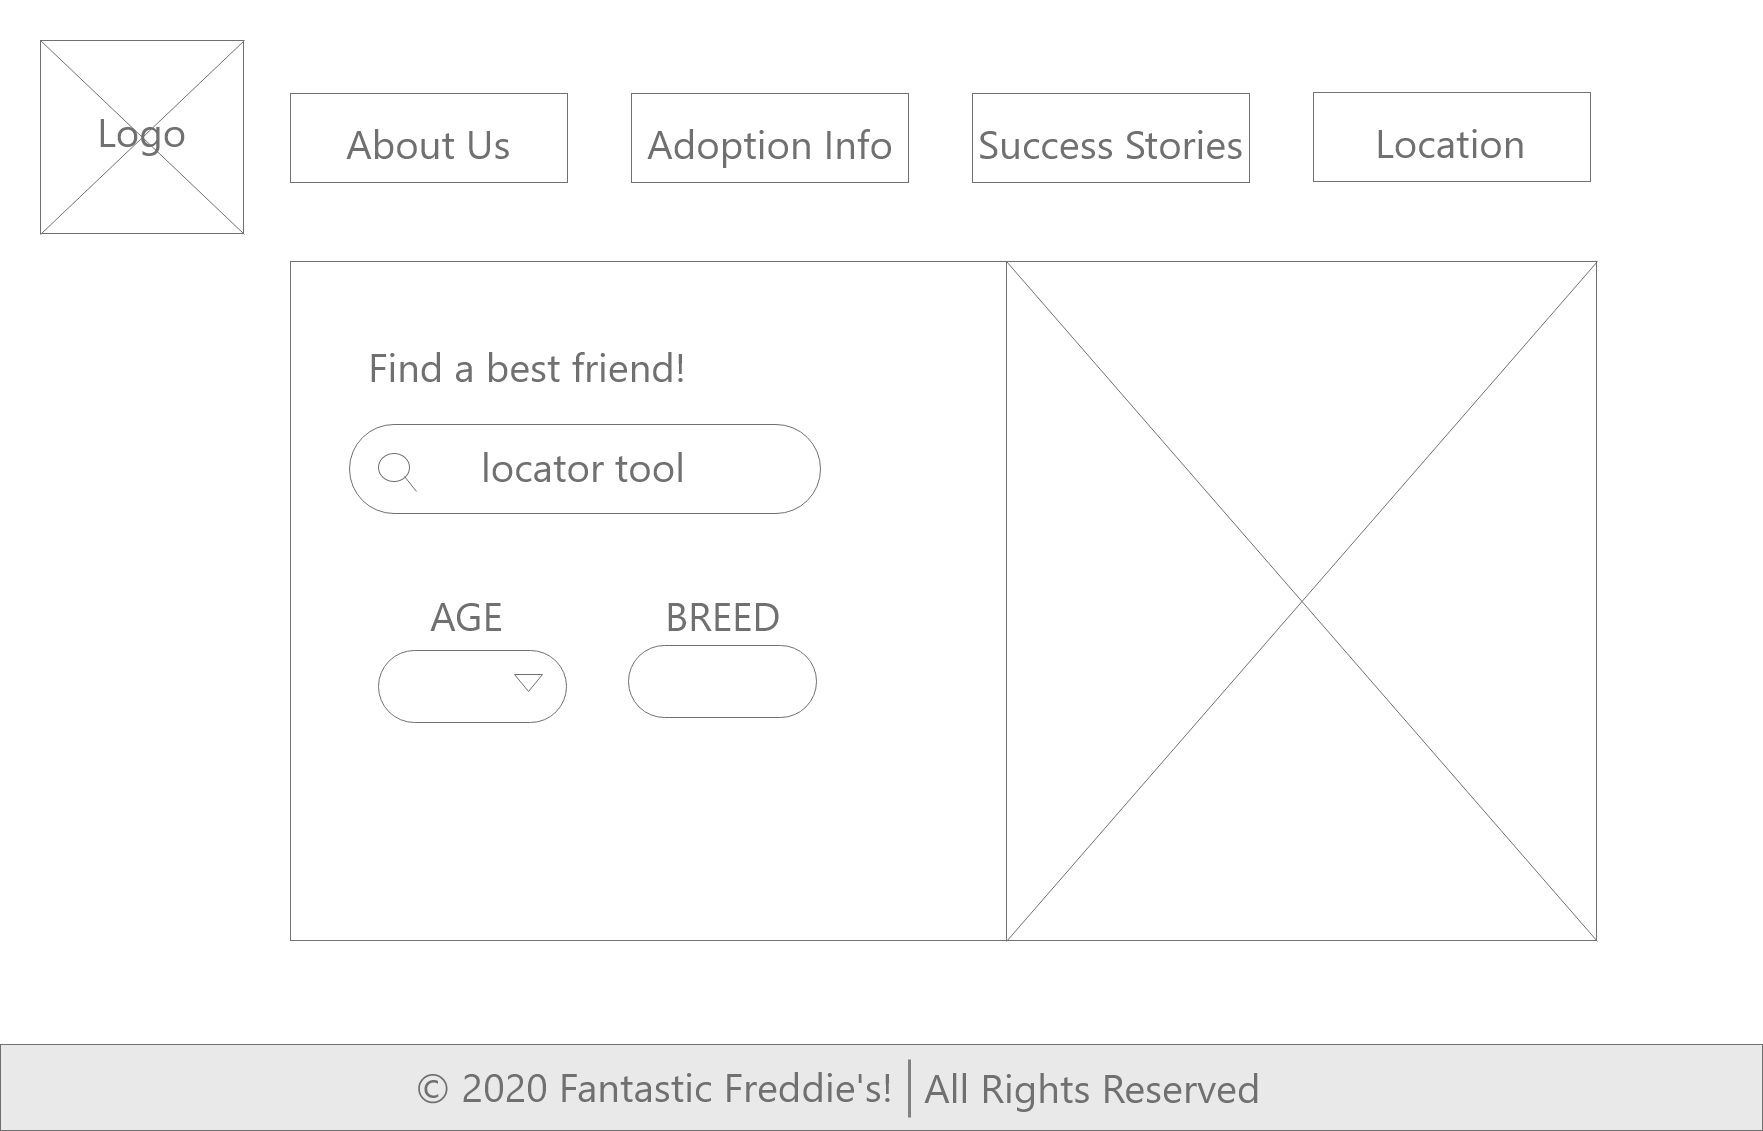 Logo
About Us
Adoption Info
Success Stories
Location
Find a best friend!
locator tool
AGE
BREED
© 2020 Fantastic Freddie's! | All Rights Reserved